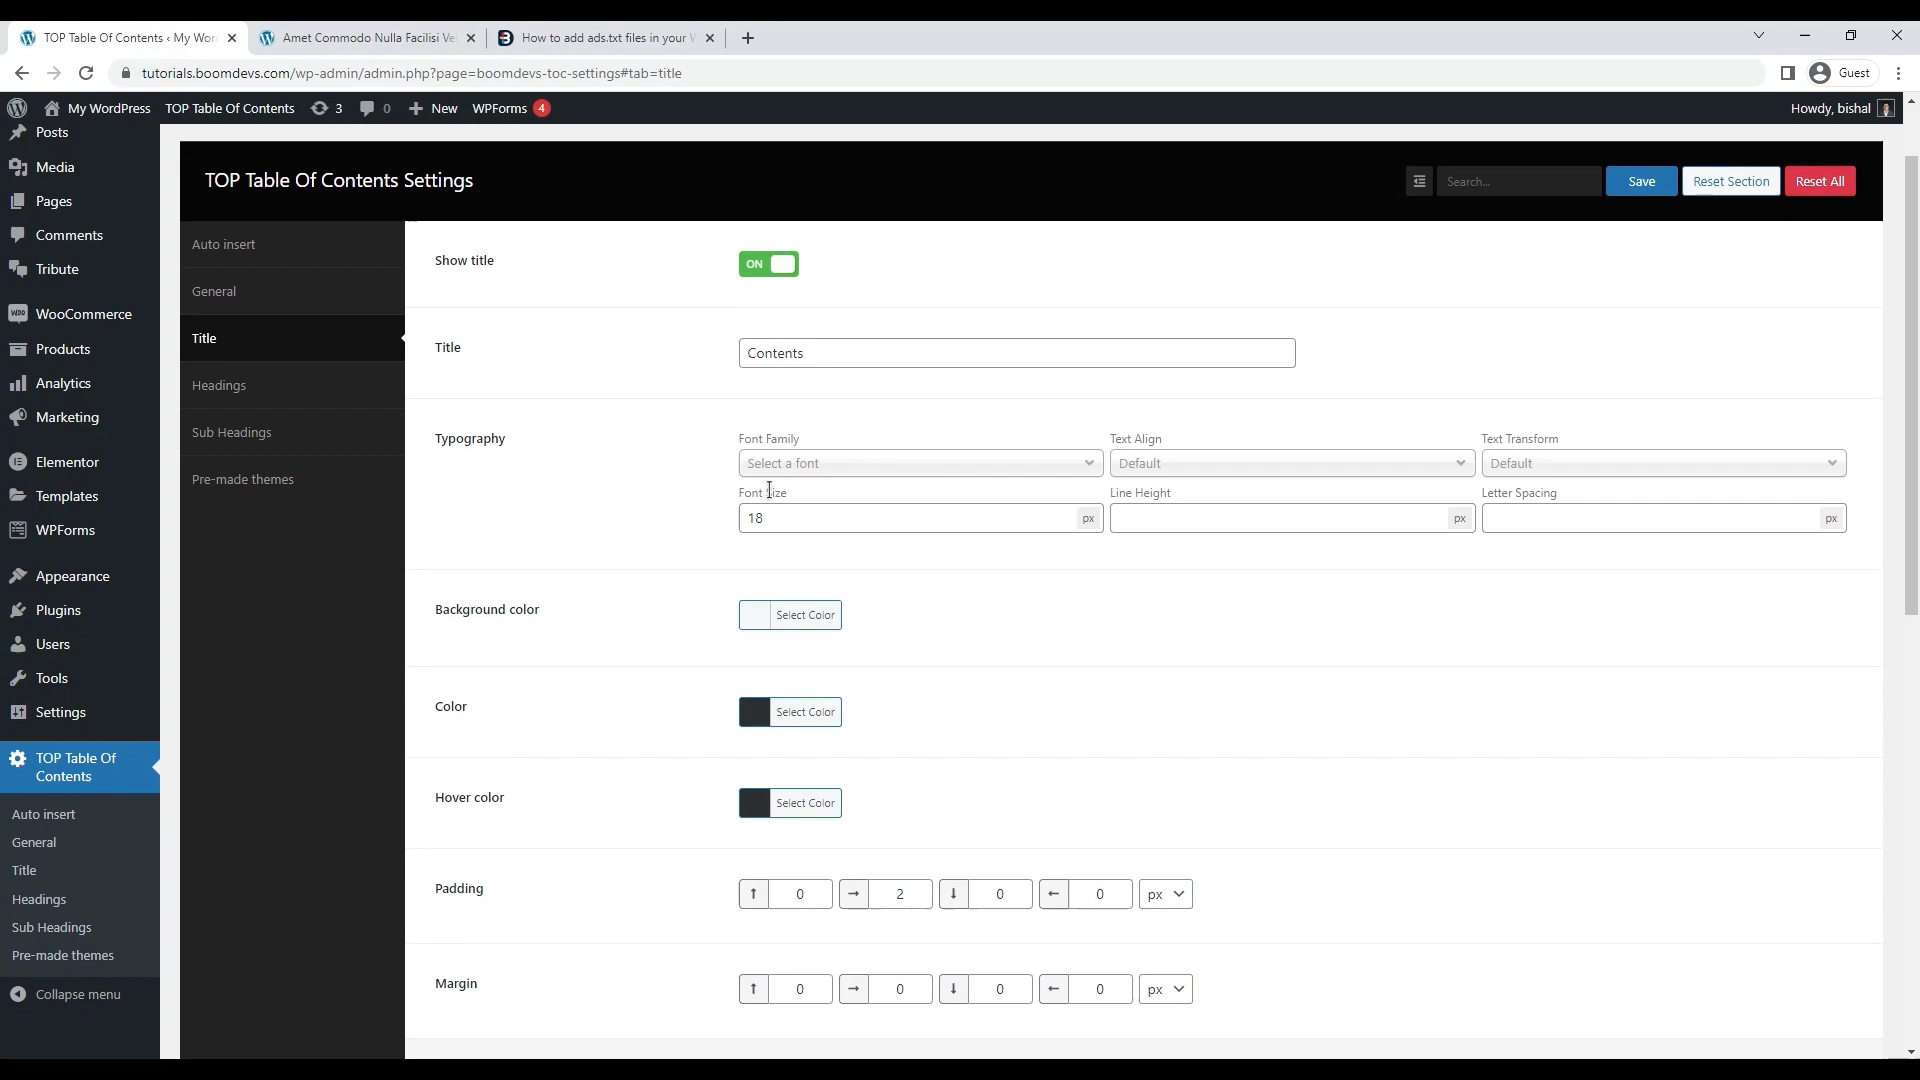 TOP Table Of Contents ‹ My Wor
Amet Commodo Nulla Facilisi Ve
How to add ads.txt files in your W
tutorials.boomdevs.com/wp-admin/admin.php?page=boomdevs-toc-settings#tab=title
Guest
My WordPress TOP Table Of Contents 3 0 New WPForms 4
Howdy, bishal
Posts
Media
Pages
Comments
Tribute
WooCommerce
Products
Analytics
Marketing
Elementor
Templates
WPForms
Appearance
Plugins
Users
Tools
Settings
TOP Table Of
Contents
Auto insert
General
Title
Headings
Sub Headings
Pre-made themes
Collapse menu
TOP Table Of Contents Settings
Search...
Save
Reset Section
Reset All
Auto insert
General
Title
Headings
Sub Headings
Pre-made themes
Show title
ON
Title
Contents
Typography
Font Family Text Align Text Transform
Select a font Default Default
Font Size Line Height Letter Spacing
18 px px px
Background color
Select Color
Color
Select Color
Hover color
Select Color
Padding
0 2 0 0 px
Margin
0 0 0 0 px